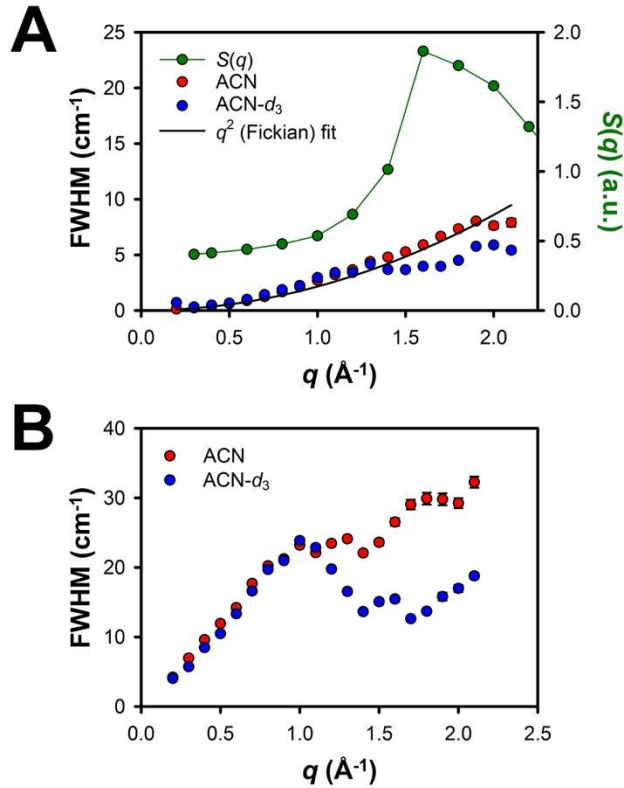 A
25
20
15
10
5
0
FWHM (cm⁻¹)
S(q)
ACN
ACN-d₃
q² (Fickian) fit
2.0
1.5
1.0
0.5
0.0
S(q) (a.u.)
0.0 0.5 1.0 1.5 2.0
q (Å⁻¹)
B
40
30
20
10
0
FWHM (cm⁻¹)
ACN
ACN-d₃
0.0 0.5 1.0 1.5 2.0 2.5
q (Å⁻¹)